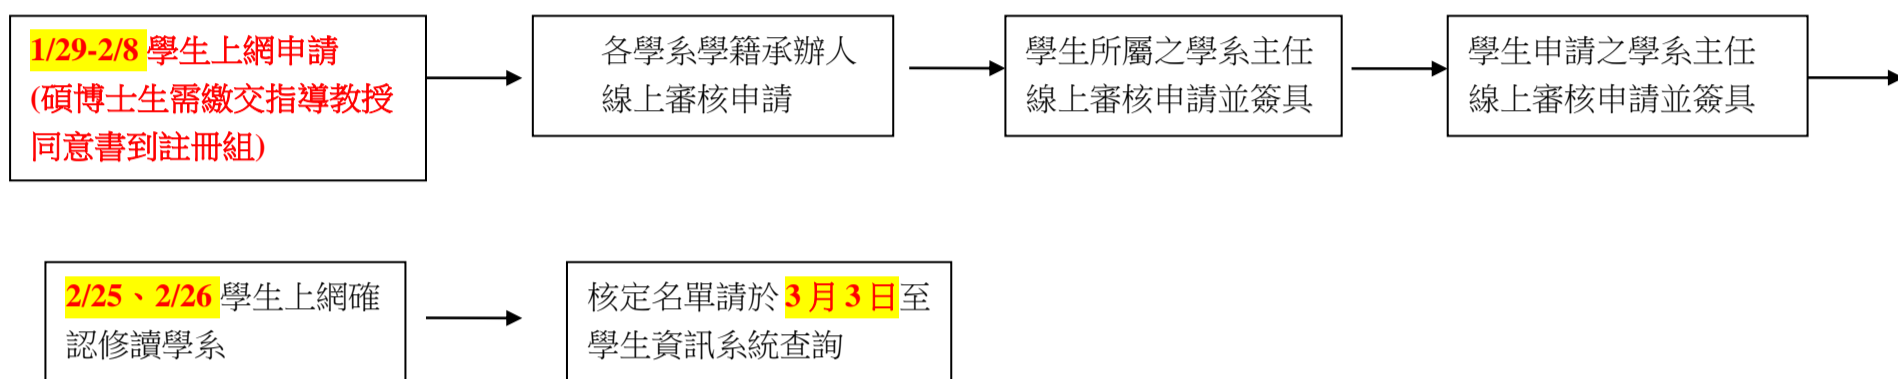 1/29-2/8 學生上網申請
(碩博士生需繳交指導教授
同意書到註冊組)
各學系學籍承辦人
線上審核申請
學生所屬之學系主任
線上審核申請並簽具
學生申請之學系主任
線上審核申請並簽具
2/25、2/26 學生上網確
認修讀學系
核定名單請於 3 月 3 日至
學生資訊系統查詢